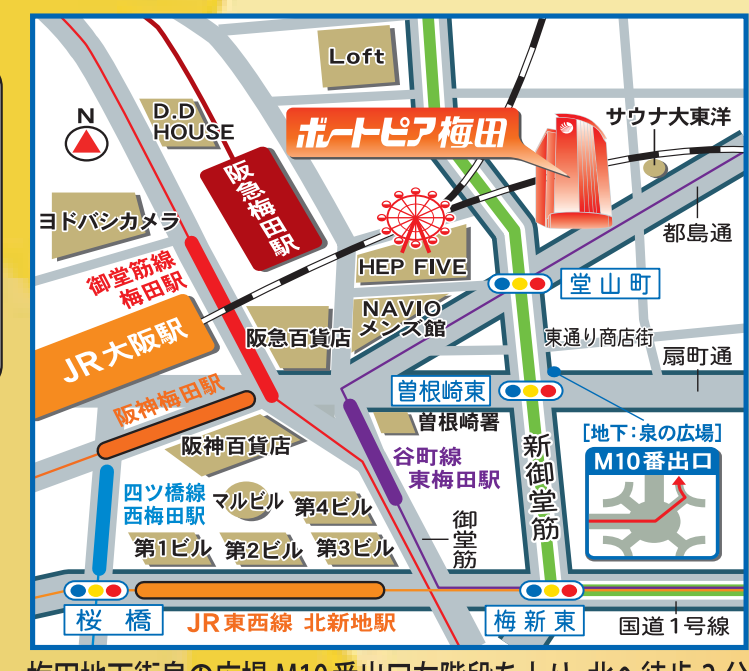 Loft
D.D
HOUSE
N
ボートピア梅田
サウナ大東洋
阪急梅田駅
ヨドバシカメラ
都島通
御堂筋線
梅田駅
HEP FIVE
堂山町
NAVIO
メンズ館
JR大阪駅
阪急百貨店
東通り商店街
扇町通
阪神梅田駅
曽根崎東
曽根崎署
[地下:泉の広場]
M10番出口
阪神百貨店
新御堂筋
谷町線
東梅田駅
四ツ橋線
西梅田駅
マルビル
第4ビル
御堂筋
第1ビル
第2ビル
第3ビル
桜橋
JR東西線 北新地駅
梅新東
国道1号線